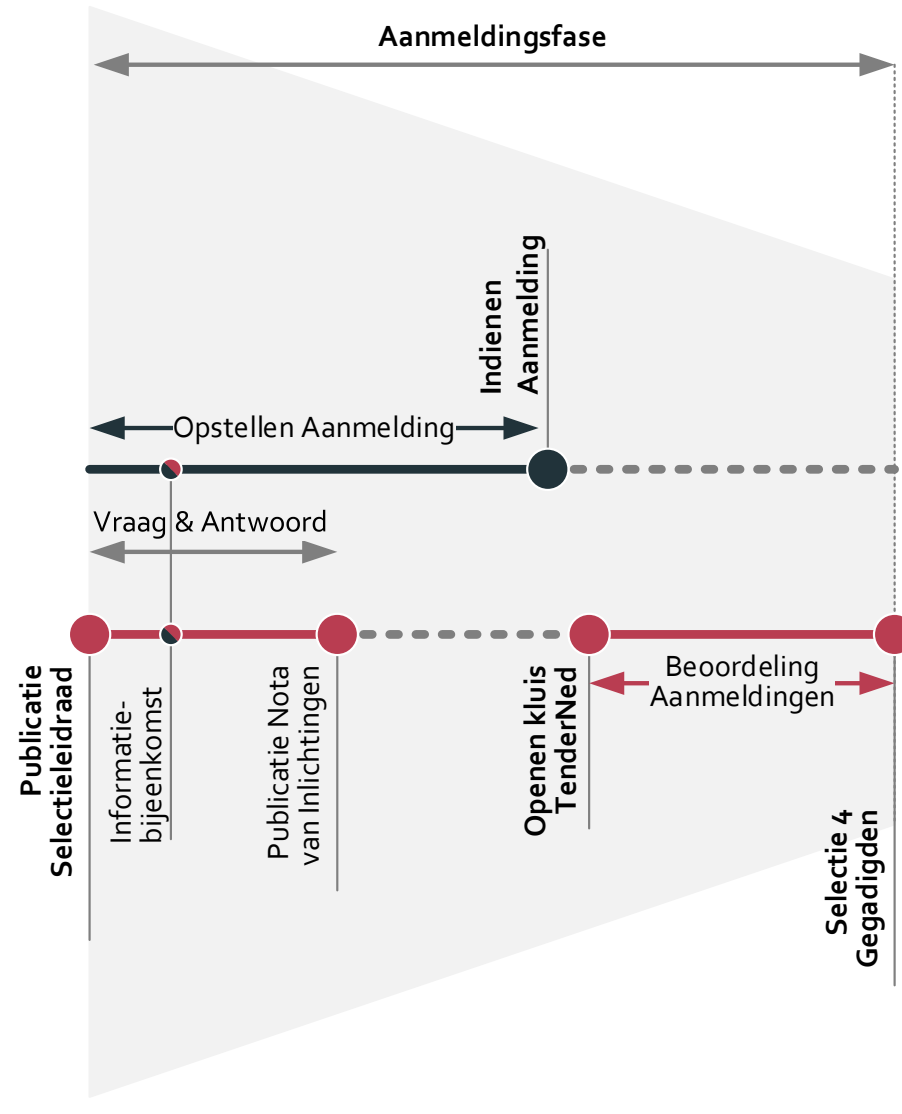 Aanmeldingsfase
Indienen
Aanmelding
Opstellen Aanmelding
Vraag & Antwoord
Publicatie
Selectieleidraad
Informatie-
bijeenkomst
Publicatie Nota
van Inlichtingen
Openen kluis
TenderNed
Beoordeling
Aanmeldingen
Selectie 4
Gegadigden